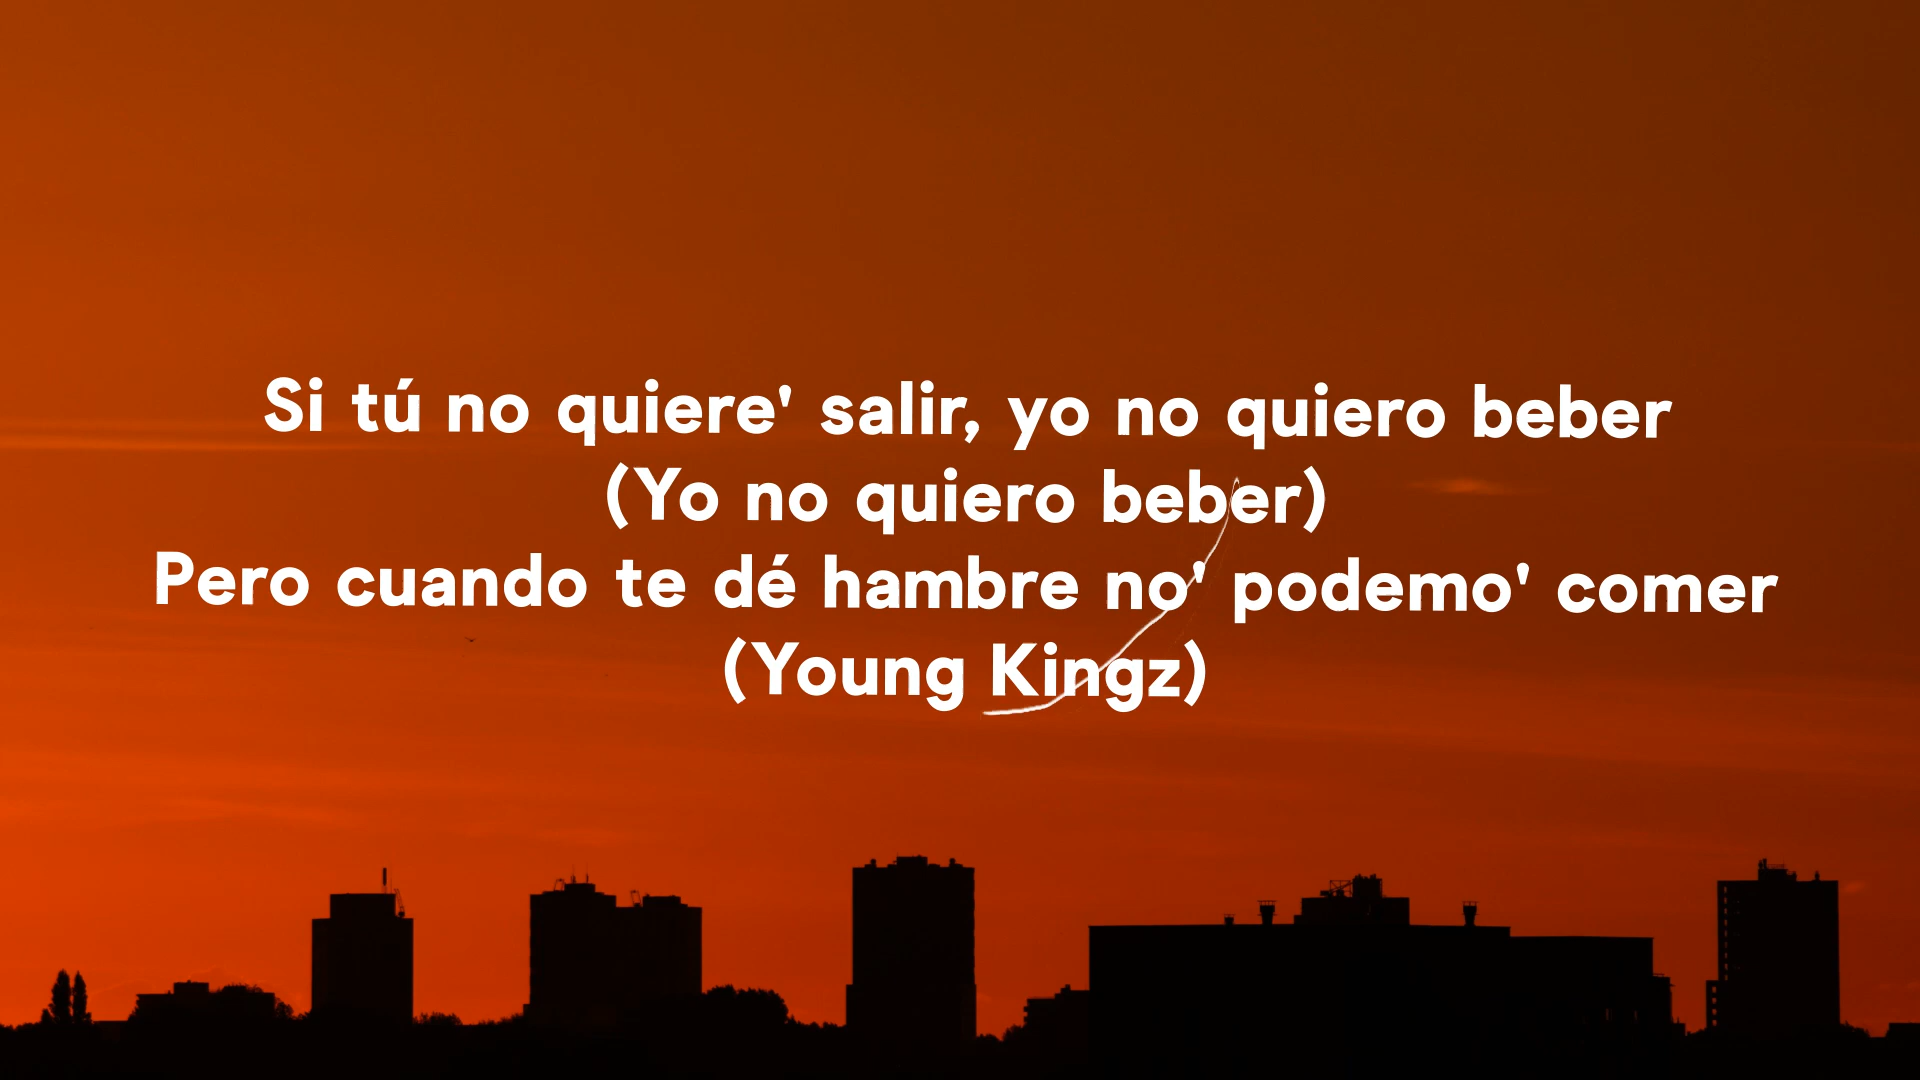 Si tú no quiere' salir, yo no quiero beber
(Yo no quiero beber)
Pero cuando te dé hambre no' podemo' comer
(Young Kingz)